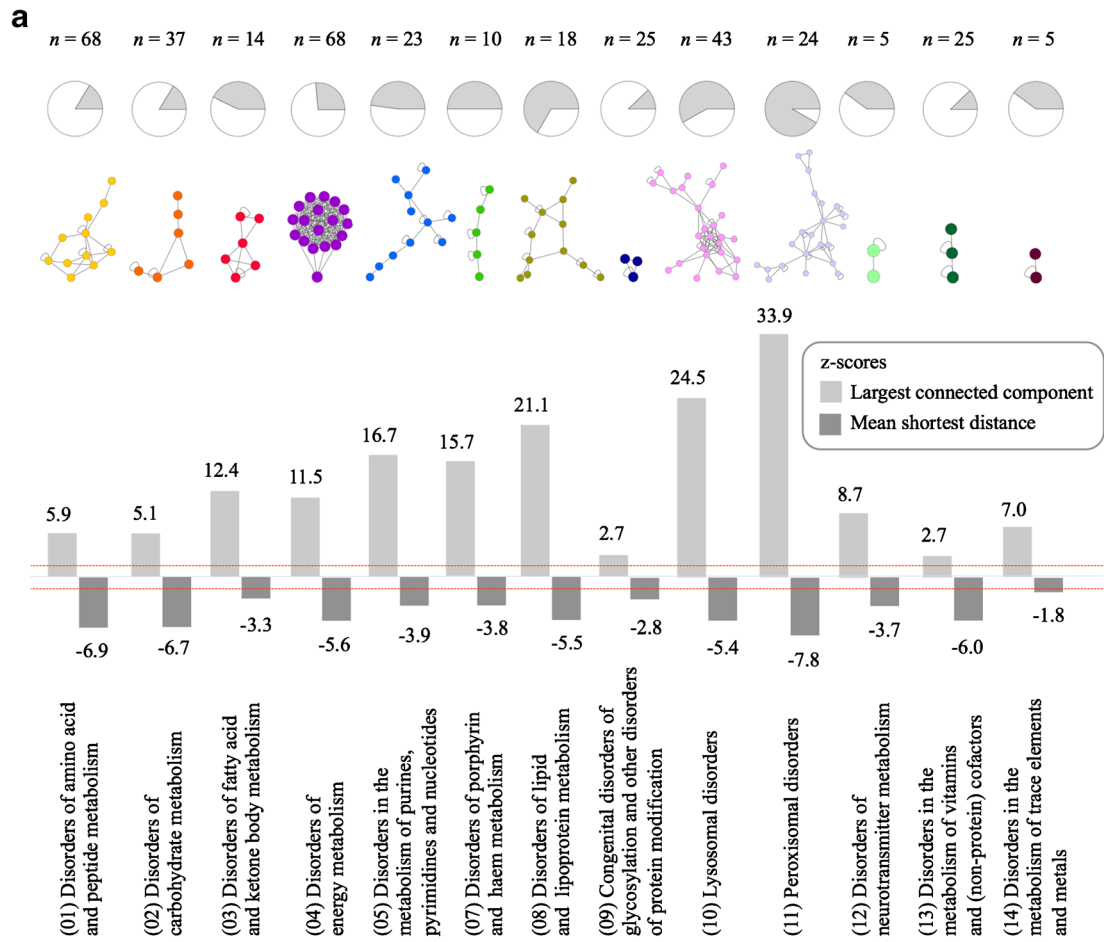 a
n = 68
n = 37
n = 14
n = 68
n = 23
n = 10
n = 18
n = 25
n = 43
n = 24
n = 5
n = 25
n = 5
z-scores
Largest connected component
Mean shortest distance
5.9
5.1
12.4
11.5
16.7
15.7
21.1
2.7
24.5
33.9
8.7
2.7
7.0
-6.9
-6.7
-3.3
-5.6
-3.9
-3.8
-5.5
-2.8
-5.4
-7.8
-3.7
-6.0
-1.8
(01) Disorders of amino acid
and peptide metabolism
(02) Disorders of
carbohydrate metabolism
(03) Disorders of fatty acid
and ketone body metabolism
(04) Disorders of
energy metabolism
(05) Disorders in the
metabolism of purines,
pyrimidines and nucleotides
(07) Disorders of porphyrin
and haem metabolism
(08) Disorders of lipid
and lipoprotein metabolism
(09) Congenital disorders of
glycosylation and other disorders
of protein modification
(10) Lysosomal disorders
(11) Peroxisomal disorders
(12) Disorders of
neurotransmitter metabolism
(13) Disorders in the
metabolism of vitamins
and (non-protein) cofactors
(14) Disorders in the
metabolism of trace elements
and metals